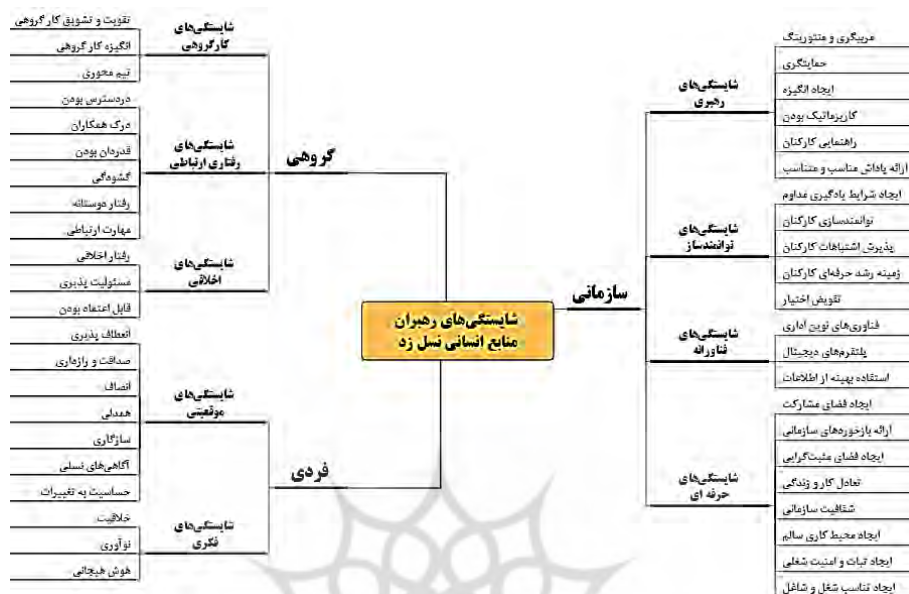 شایستگی‌های رهبران
منابع انسانی نسل زد
سازمانی
شایستگی‌های
رهبری
مربیگری و منتورینگ
حمایتگری
ایجاد انگیزه
کاریزماتیک بودن
راهنمایی کارکنان
ارائه پاداش مناسب و متناسب
شایستگی‌های
توانمندساز
ایجاد شرایط یادگیری مداوم
توانمندسازی کارکنان
پذیرش اشتباهات کارکنان
زمینه رشد حرفه‌ای کارکنان
تفویض اختیار
شایستگی‌های
فناورانه
فناوری‌های نوین اداری
پلتفرم‌های دیجیتال
استفاده بهینه از اطلاعات
شایستگی‌های
حرفه ای
ایجاد فضای مشارکت
ارائه بازخوردهای سازمانی
ایجاد فضای مثبت‌گرایی
تعادل کار و زندگی
شفافیت سازمانی
ایجاد محیط کاری سالم
ایجاد ثبات و امنیت شغلی
ایجاد تناسب شغل و شاغل
گروهی
شایستگی‌های
کارگروهی
تقویت و تشویق کار گروهی
انگیزه کار گروهی
تیم محوری
شایستگی‌های
رفتاری ارتباطی
دردسترس بودن
درک همکاران
قدردان بودن
گشودگی
رفتار دوستانه
مهارت ارتباطی
شایستگی‌های
اخلاقی
رفتار اخلاقی
مسئولیت پذیری
قابل اعتماد بودن
فردی
شایستگی‌های
موقعیتی
انعطاف پذیری
صداقت و رازداری
انصاف
همدلی
سازگاری
آگاهی‌های نسلی
حساسیت به تغییرات
شایستگی‌های
فکری
خلاقیت
نوآوری
هوش هیجانی